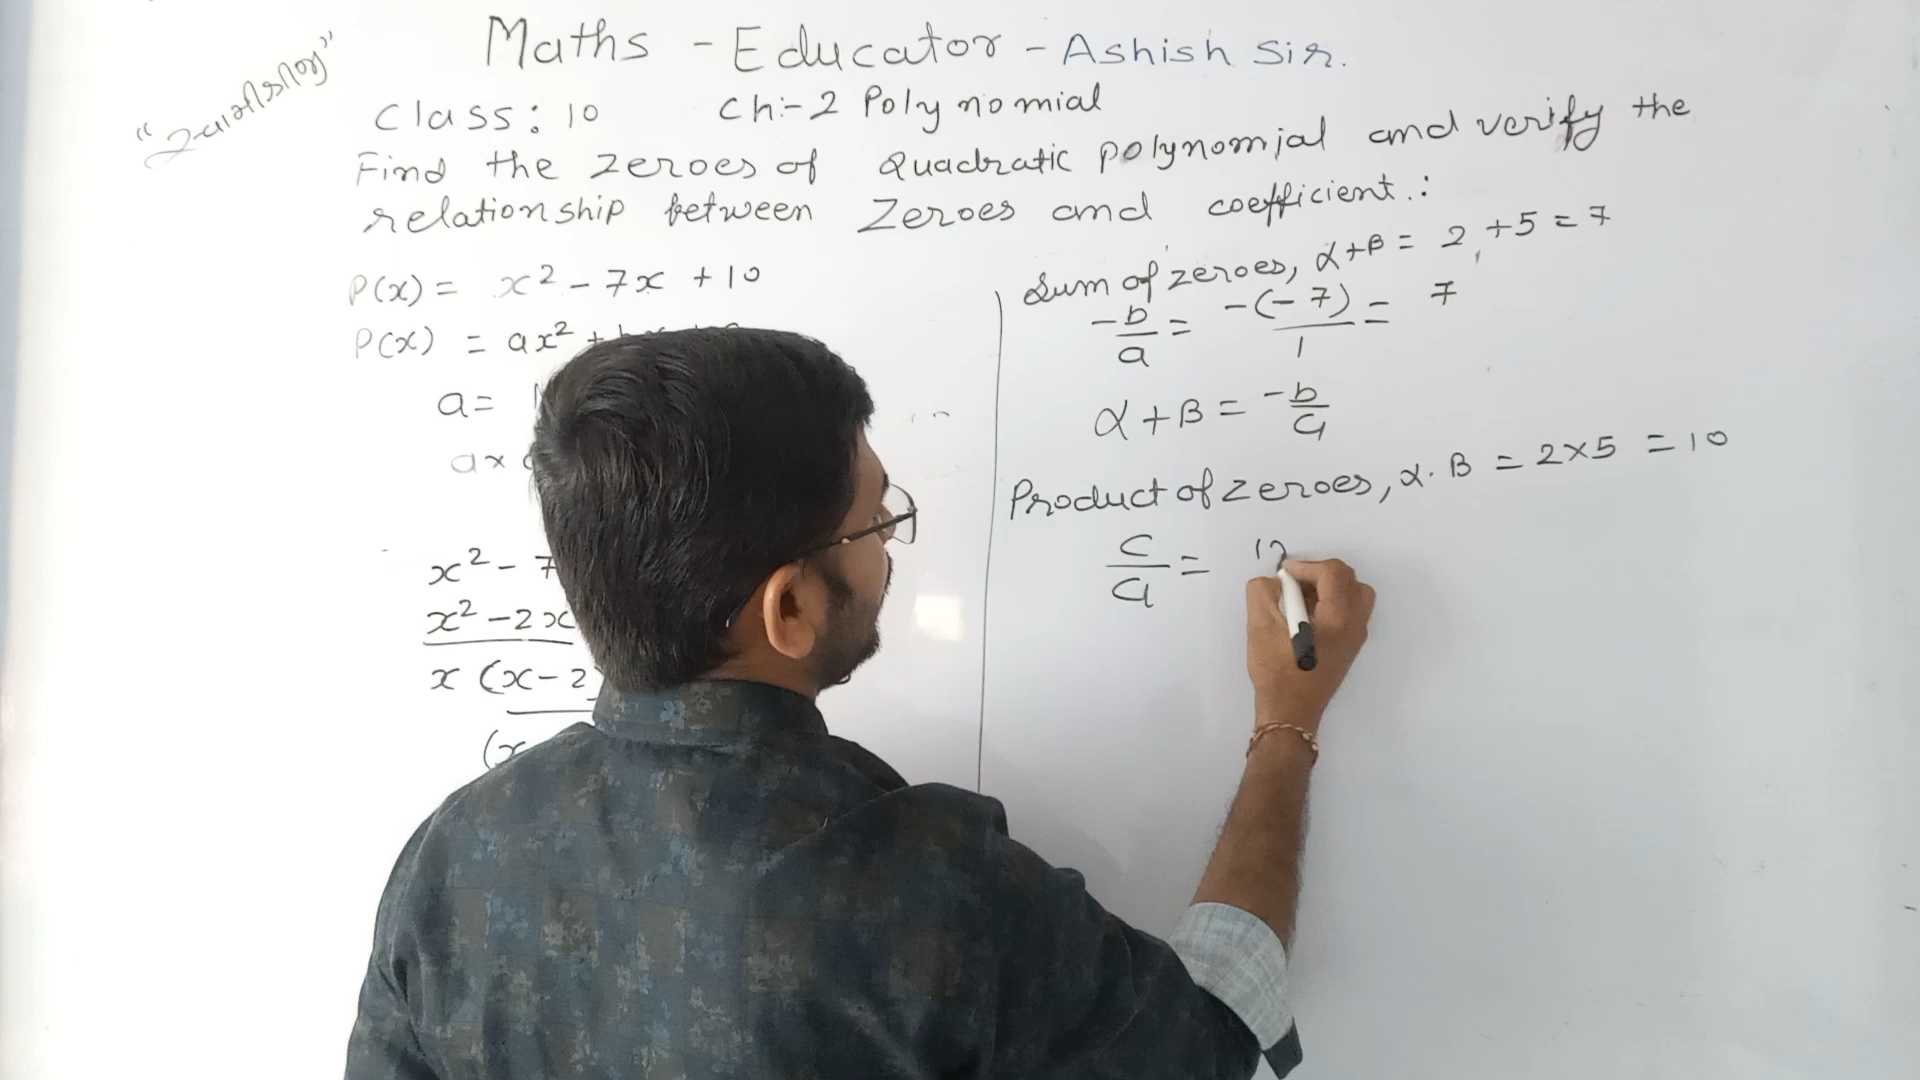 "સ્વામીશ્રીજી"
Maths - Educator - Ashish Sir.
Class: 10 Ch:-2 Polynomial
Find the zeroes of quadratic polynomial and verify the
relationship between Zeroes and coefficient.:
P(x) = x² - 7x + 10
P(x) = ax² +
a=
ax
x² - 7
x² - 2x
x (x-2)
(x
Sum of zeroes, α+β = 2+5 = 7
-b/a = -(-7)/1 = 7
α+β = -b/a
Product of zeroes, α.β = 2×5 = 10
c/a = 10